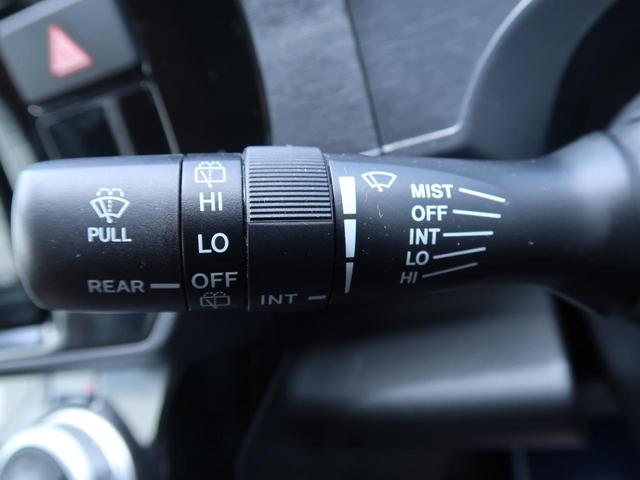 PULL
REAR
HI
LO
OFF
INT
MIST
OFF
INT
LO
HI